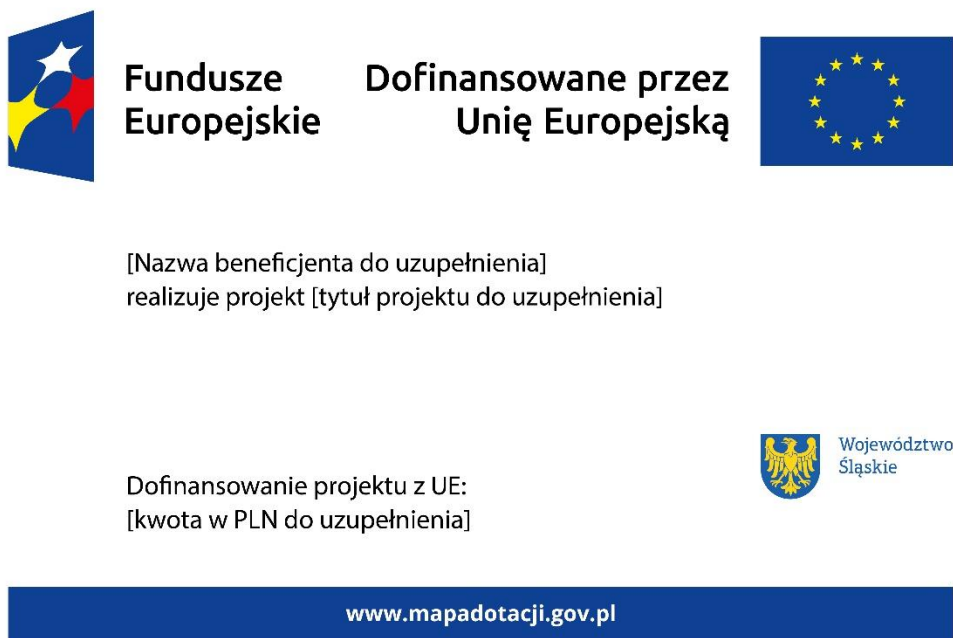 Fundusze
Europejskie
Dofinansowane przez
Unię Europejską
[Nazwa beneficjenta do uzupełnienia]
realizuje projekt [tytuł projektu do uzupełnienia]
Województwo
Śląskie
Dofinansowanie projektu z UE:
[kwota w PLN do uzupełnienia]
www.mapadotacji.gov.pl